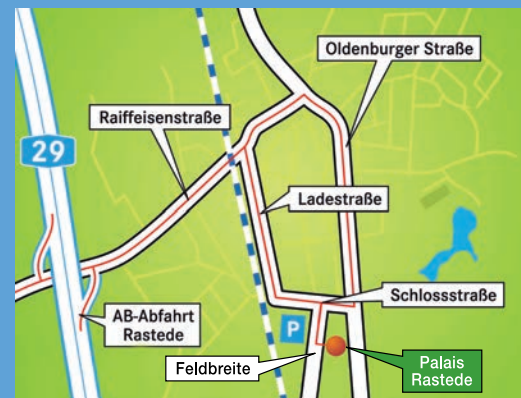 Oldenburger Straße
Raiffeisenstraße
29
Ladestraße
Schlossstraße
AB-Abfahrt
Rastede
P
Feldbreite
Palais
Rastede